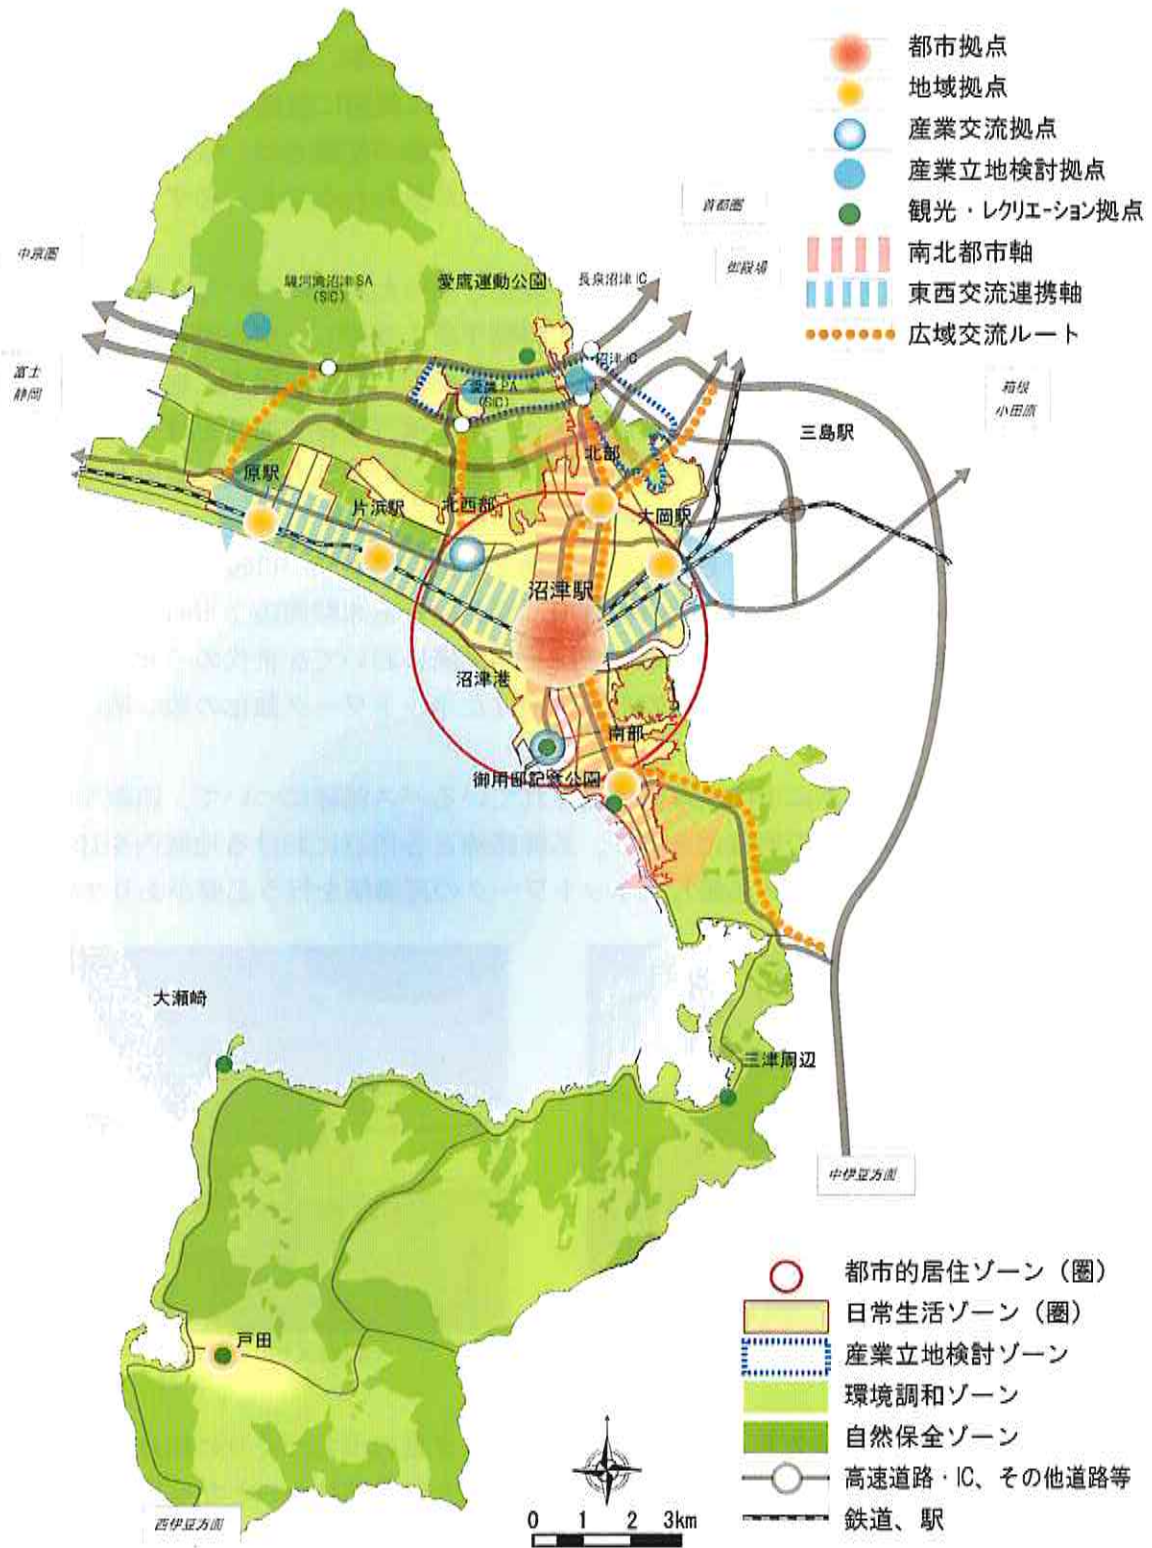 都市拠点
地域拠点
産業交流拠点
産業立地検討拠点
観光・レクリエーション拠点
南北都市軸
東西交流連携軸
広域交流ルート
首都圏
御殿場
中京圏
富士
静岡
箱根
小田原
駿河湾沼津SA
(SIC)
愛鷹運動公園
長泉沼津IC
沼津IC
愛鷹PA
(SIC)
三島駅
原駅
片浜駅
北西部
北部
大岡駅
沼津駅
沼津港
南部
御用邸記念公園
大瀬崎
三津周辺
中伊豆方面
戸田
西伊豆方面
都市的居住ゾーン（圏）
日常生活ゾーン（圏）
産業立地検討ゾーン
環境調和ゾーン
自然保全ゾーン
高速道路・IC、その他道路等
鉄道、駅
0 1 2 3km